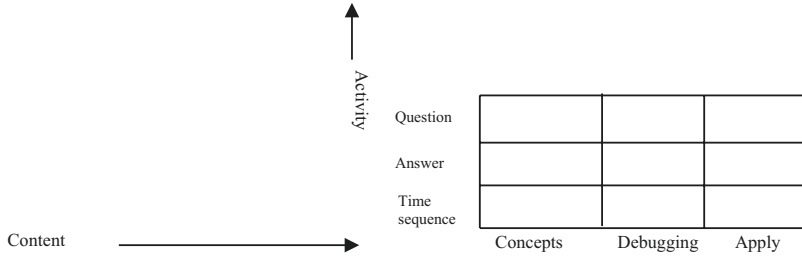 Activity
Question
Answer
Time
sequence
Content
Concepts Debugging Apply